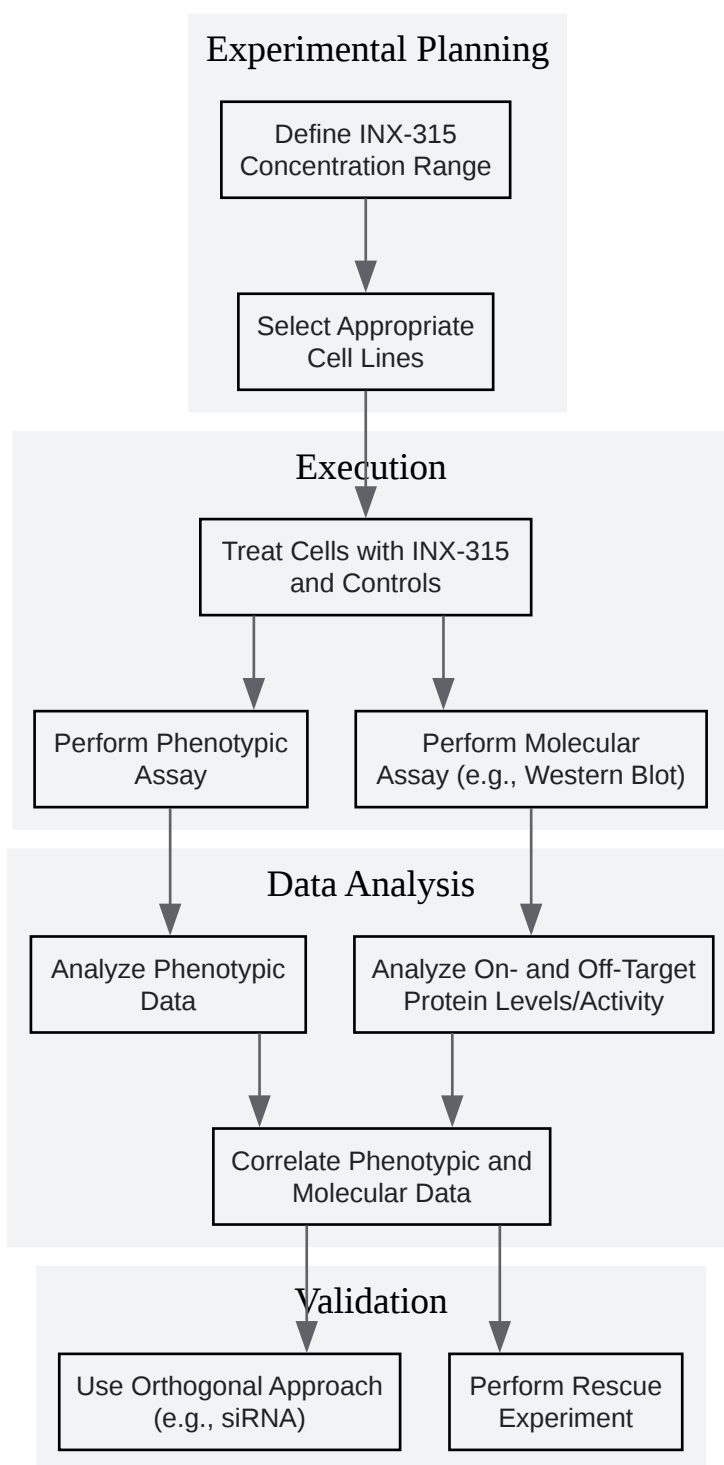 Experimental Planning
Define INX-315
Concentration Range
Select Appropriate
Cell Lines
Execution
Treat Cells with INX-315
and Controls
Perform Phenotypic
Assay
Perform Molecular
Assay (e.g., Western Blot)
Data Analysis
Analyze Phenotypic
Data
Analyze On- and Off-Target
Protein Levels/Activity
Correlate Phenotypic and
Molecular Data
Validation
Use Orthogonal Approach
(e.g., siRNA)
Perform Rescue
Experiment